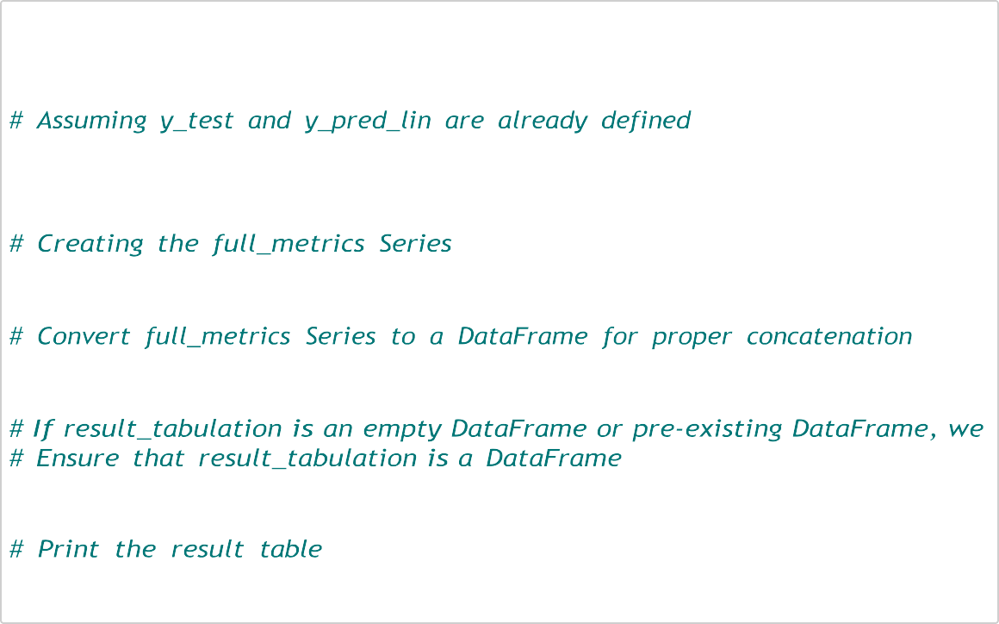 # Assuming y_test and y_pred_lin are already defined
# Creating the full_metrics Series
# Convert full_metrics Series to a DataFrame for proper concatenation
# If result_tabulation is an empty DataFrame or pre-existing DataFrame, we
# Ensure that result_tabulation is a DataFrame
# Print the result table